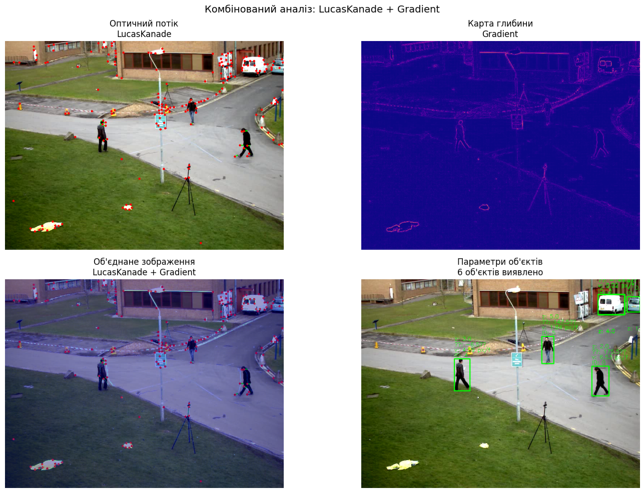 Комбінований аналіз: LucasKanade + Gradient
Оптичний потік
LucasKanade
Карта глибини
Gradient
Об'єднане зображення
LucasKanade + Gradient
Параметри об'єктів
6 об'єктів виявлено